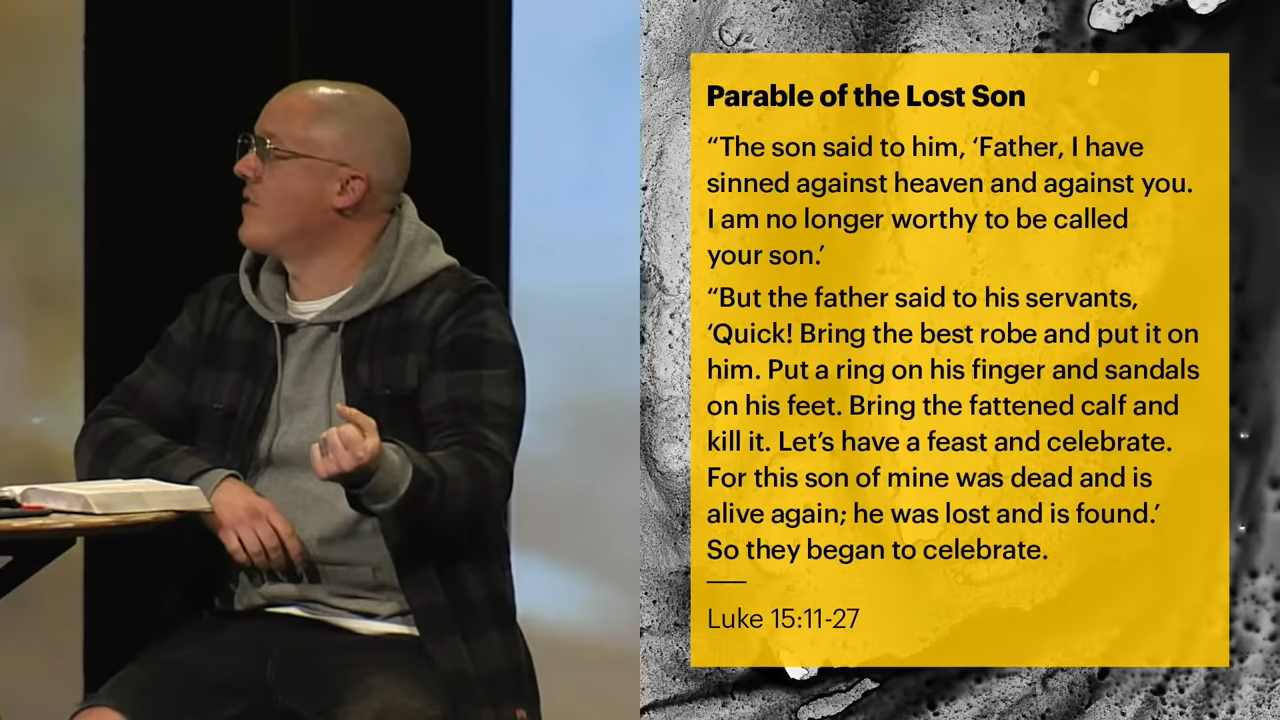 Parable of the Lost Son
“The son said to him, ‘Father, I have
sinned against heaven and against you.
I am no longer worthy to be called
your son.’
“But the father said to his servants,
‘Quick! Bring the best robe and put it on
him. Put a ring on his finger and sandals
on his feet. Bring the fattened calf and
kill it. Let’s have a feast and celebrate.
For this son of mine was dead and is
alive again; he was lost and is found.’
So they began to celebrate.
Luke 15:11-27